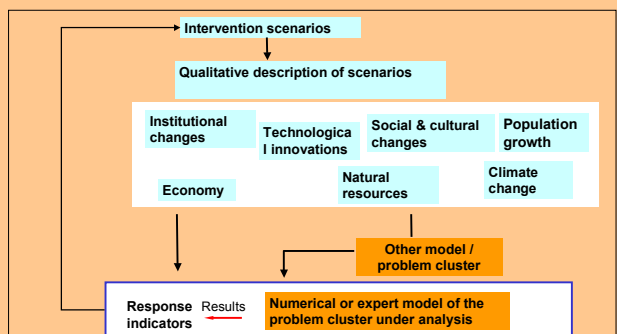 Intervention scenarios
Qualitative description of scenarios
Institutional
changes
Technologica
l innovations
Social & cultural
changes
Population
growth
Economy
Natural
resources
Climate
change
Other model /
problem cluster
Response
indicators
Results
Numerical or expert model of the
problem cluster under analysis